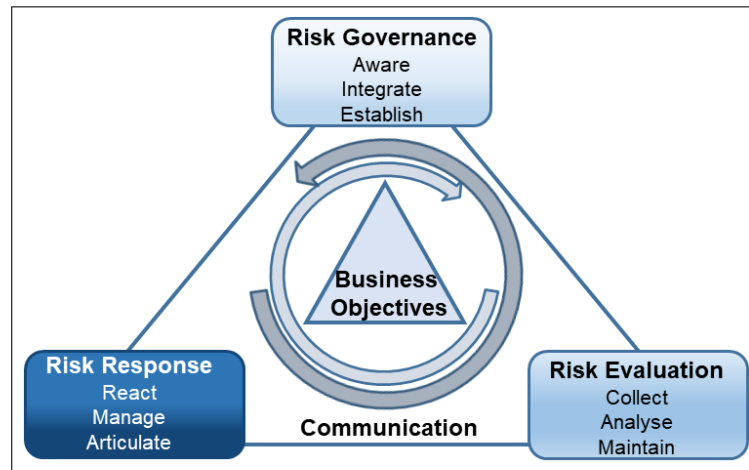 Risk Governance
Aware
Integrate
Establish
Business
Objectives
Risk Response
React
Manage
Articulate
Communication
Risk Evaluation
Collect
Analyse
Maintain